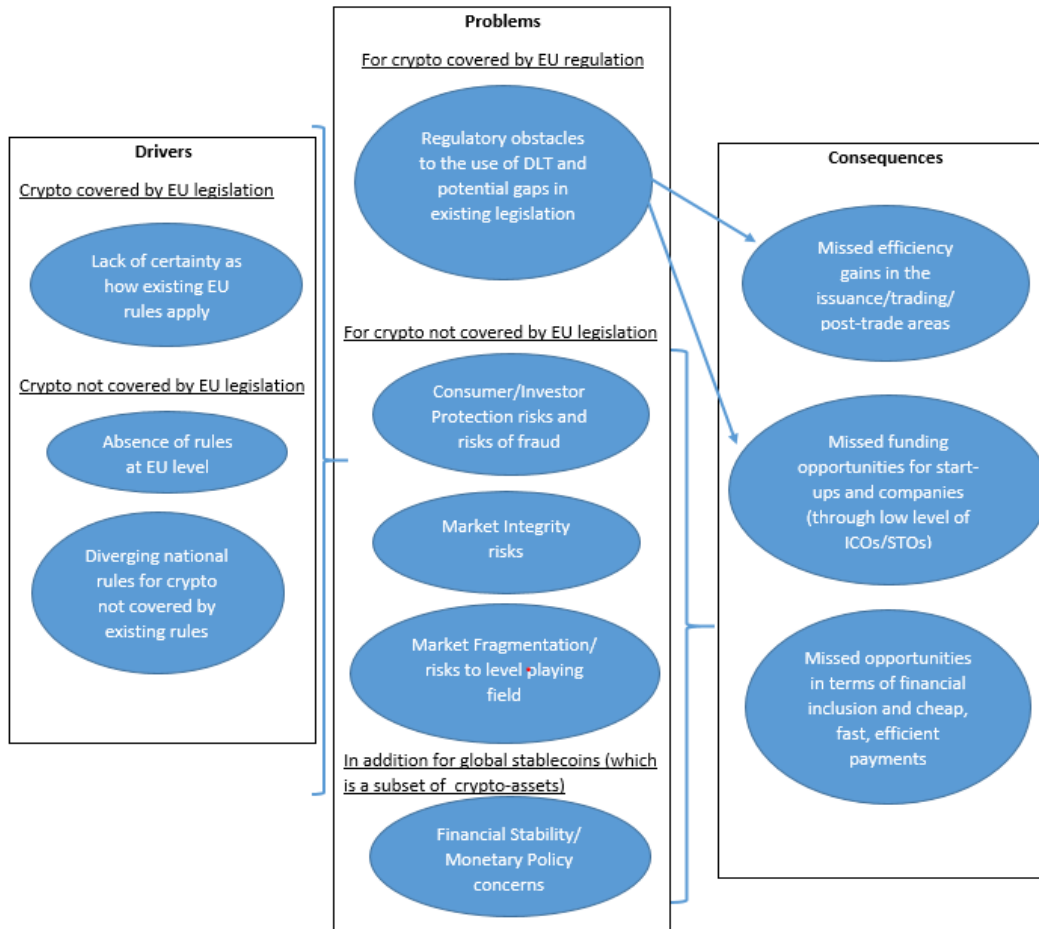 Drivers
Crypto covered by EU legislation
Lack of certainty as
how existing EU
rules apply
Crypto not covered by EU legislation
Absence of rules
at EU level
Diverging national
rules for crypto
not covered by
existing rules
Problems
For crypto covered by EU regulation
Regulatory obstacles
to the use of DLT and
potential gaps in
existing legislation
For crypto not covered by EU legislation
Consumer/Investor
Protection risks and
risks of fraud
Market Integrity
risks
Market Fragmentation/
risks to level playing
field
In addition for global stablecoins (which
is a subset of crypto-assets)
Financial Stability/
Monetary Policy
concerns
Consequences
Missed efficiency
gains in the
issuance/trading/
post-trade areas
Missed funding
opportunities for start-
ups and companies
(through low level of
ICOs/STOs)
Missed opportunities
in terms of financial
inclusion and cheap,
fast, efficient
payments